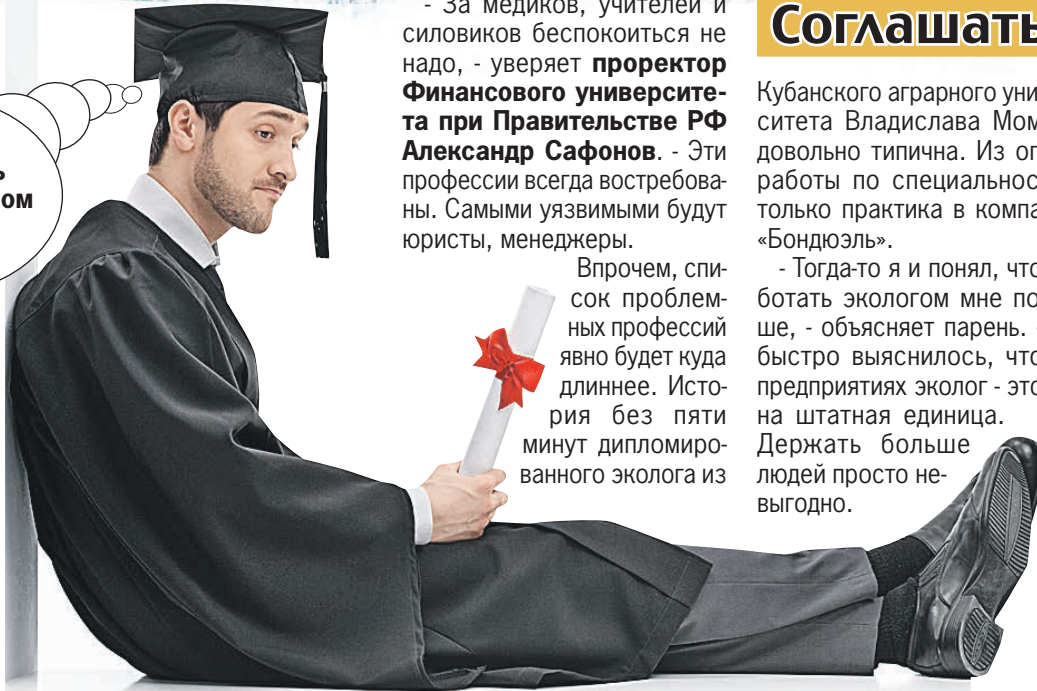 ом
- За медиков, учителей и
силовиков беспокоиться не
надо, - уверяет проректор
Финансового университе-
та при Правительстве РФ
Александр Сафонов. - Эти
профессии всегда востребова-
ны. Самыми уязвимыми будут
юристы, менеджеры.
Впрочем, спи-
сок проблем-
ных профессий
явно будет куда
длиннее. Исто-
рия без пяти
минут дипломиро-
ванного эколога из
Соглашать
Кубанского аграрного уни
ситета Владислава Мом
довольно типична. Из оп
работы по специальнос
только практика в компа
«Бондюэль».
- Тогда-то я и понял, что
ботать экологом мне по
ше, - объясняет парень. -
быстро выяснилось, что
предприятиях эколог - это
на штатная единица.
Держать больше
людей просто не-
выгодно.